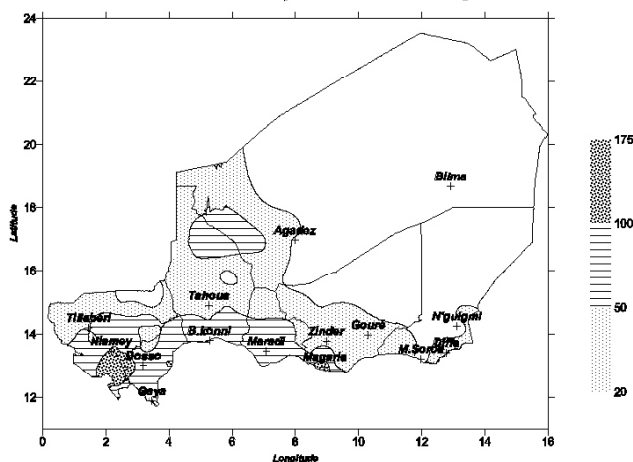 24
22
20
18
16
14
12
Latitude
Bilma
Agadez
Tahoua
Tillabéri
Niamey
Dosso
Gaya
B.konni
Maradi
Zinder
Magaria
Gouré
N'guigmi
M.Soroa
Diffa
0 2 4 6 8 10 12 14 16
Longitude
175
100
50
20